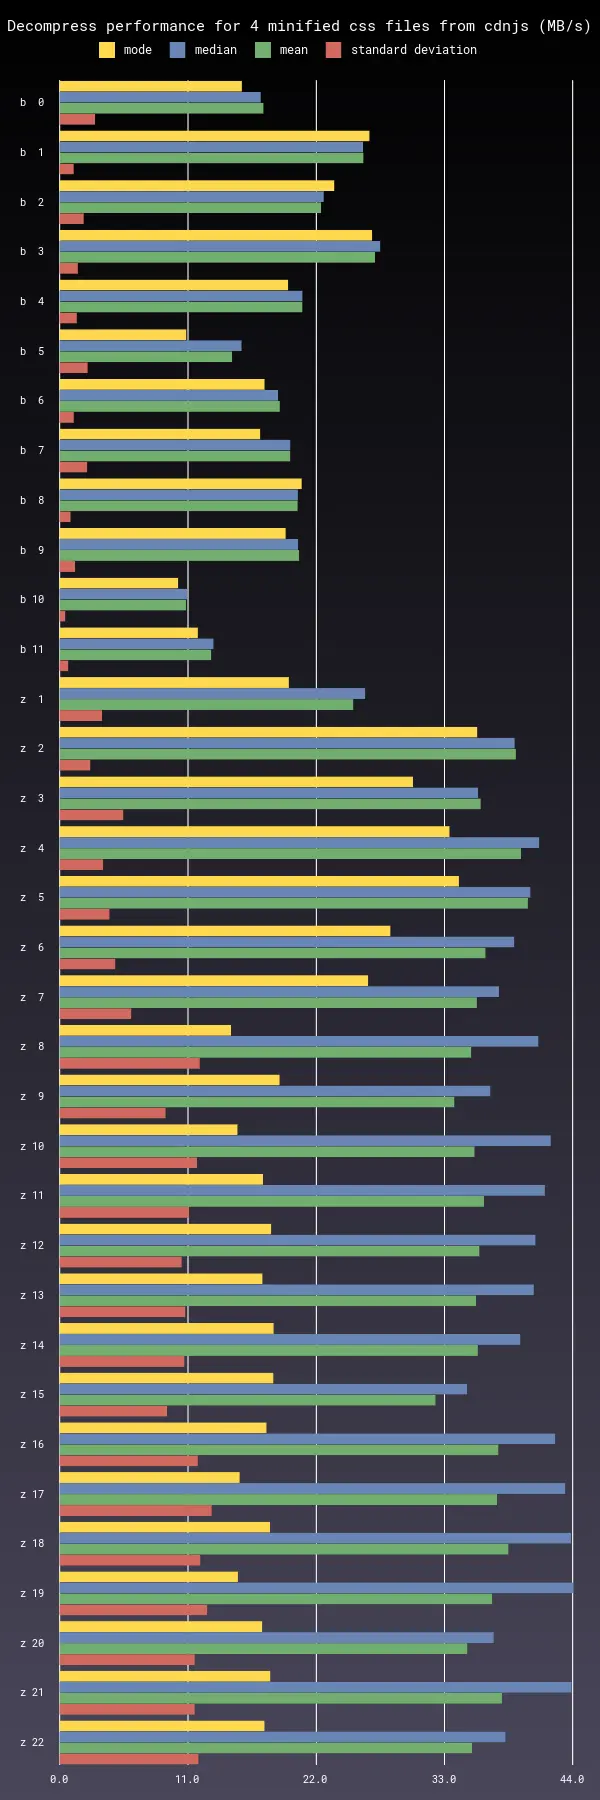 Decompress performance for 4 minified css files from cdnjs (MB/s)
mode median mean standard deviation
b 0
b 1
b 2
b 3
b 4
b 5
b 6
b 7
b 8
b 9
b 10
b 11
z 1
z 2
z 3
z 4
z 5
z 6
z 7
z 8
z 9
z 10
z 11
z 12
z 13
z 14
z 15
z 16
z 17
z 18
z 19
z 20
z 21
z 22
0.0 11.0 22.0 33.0 44.0